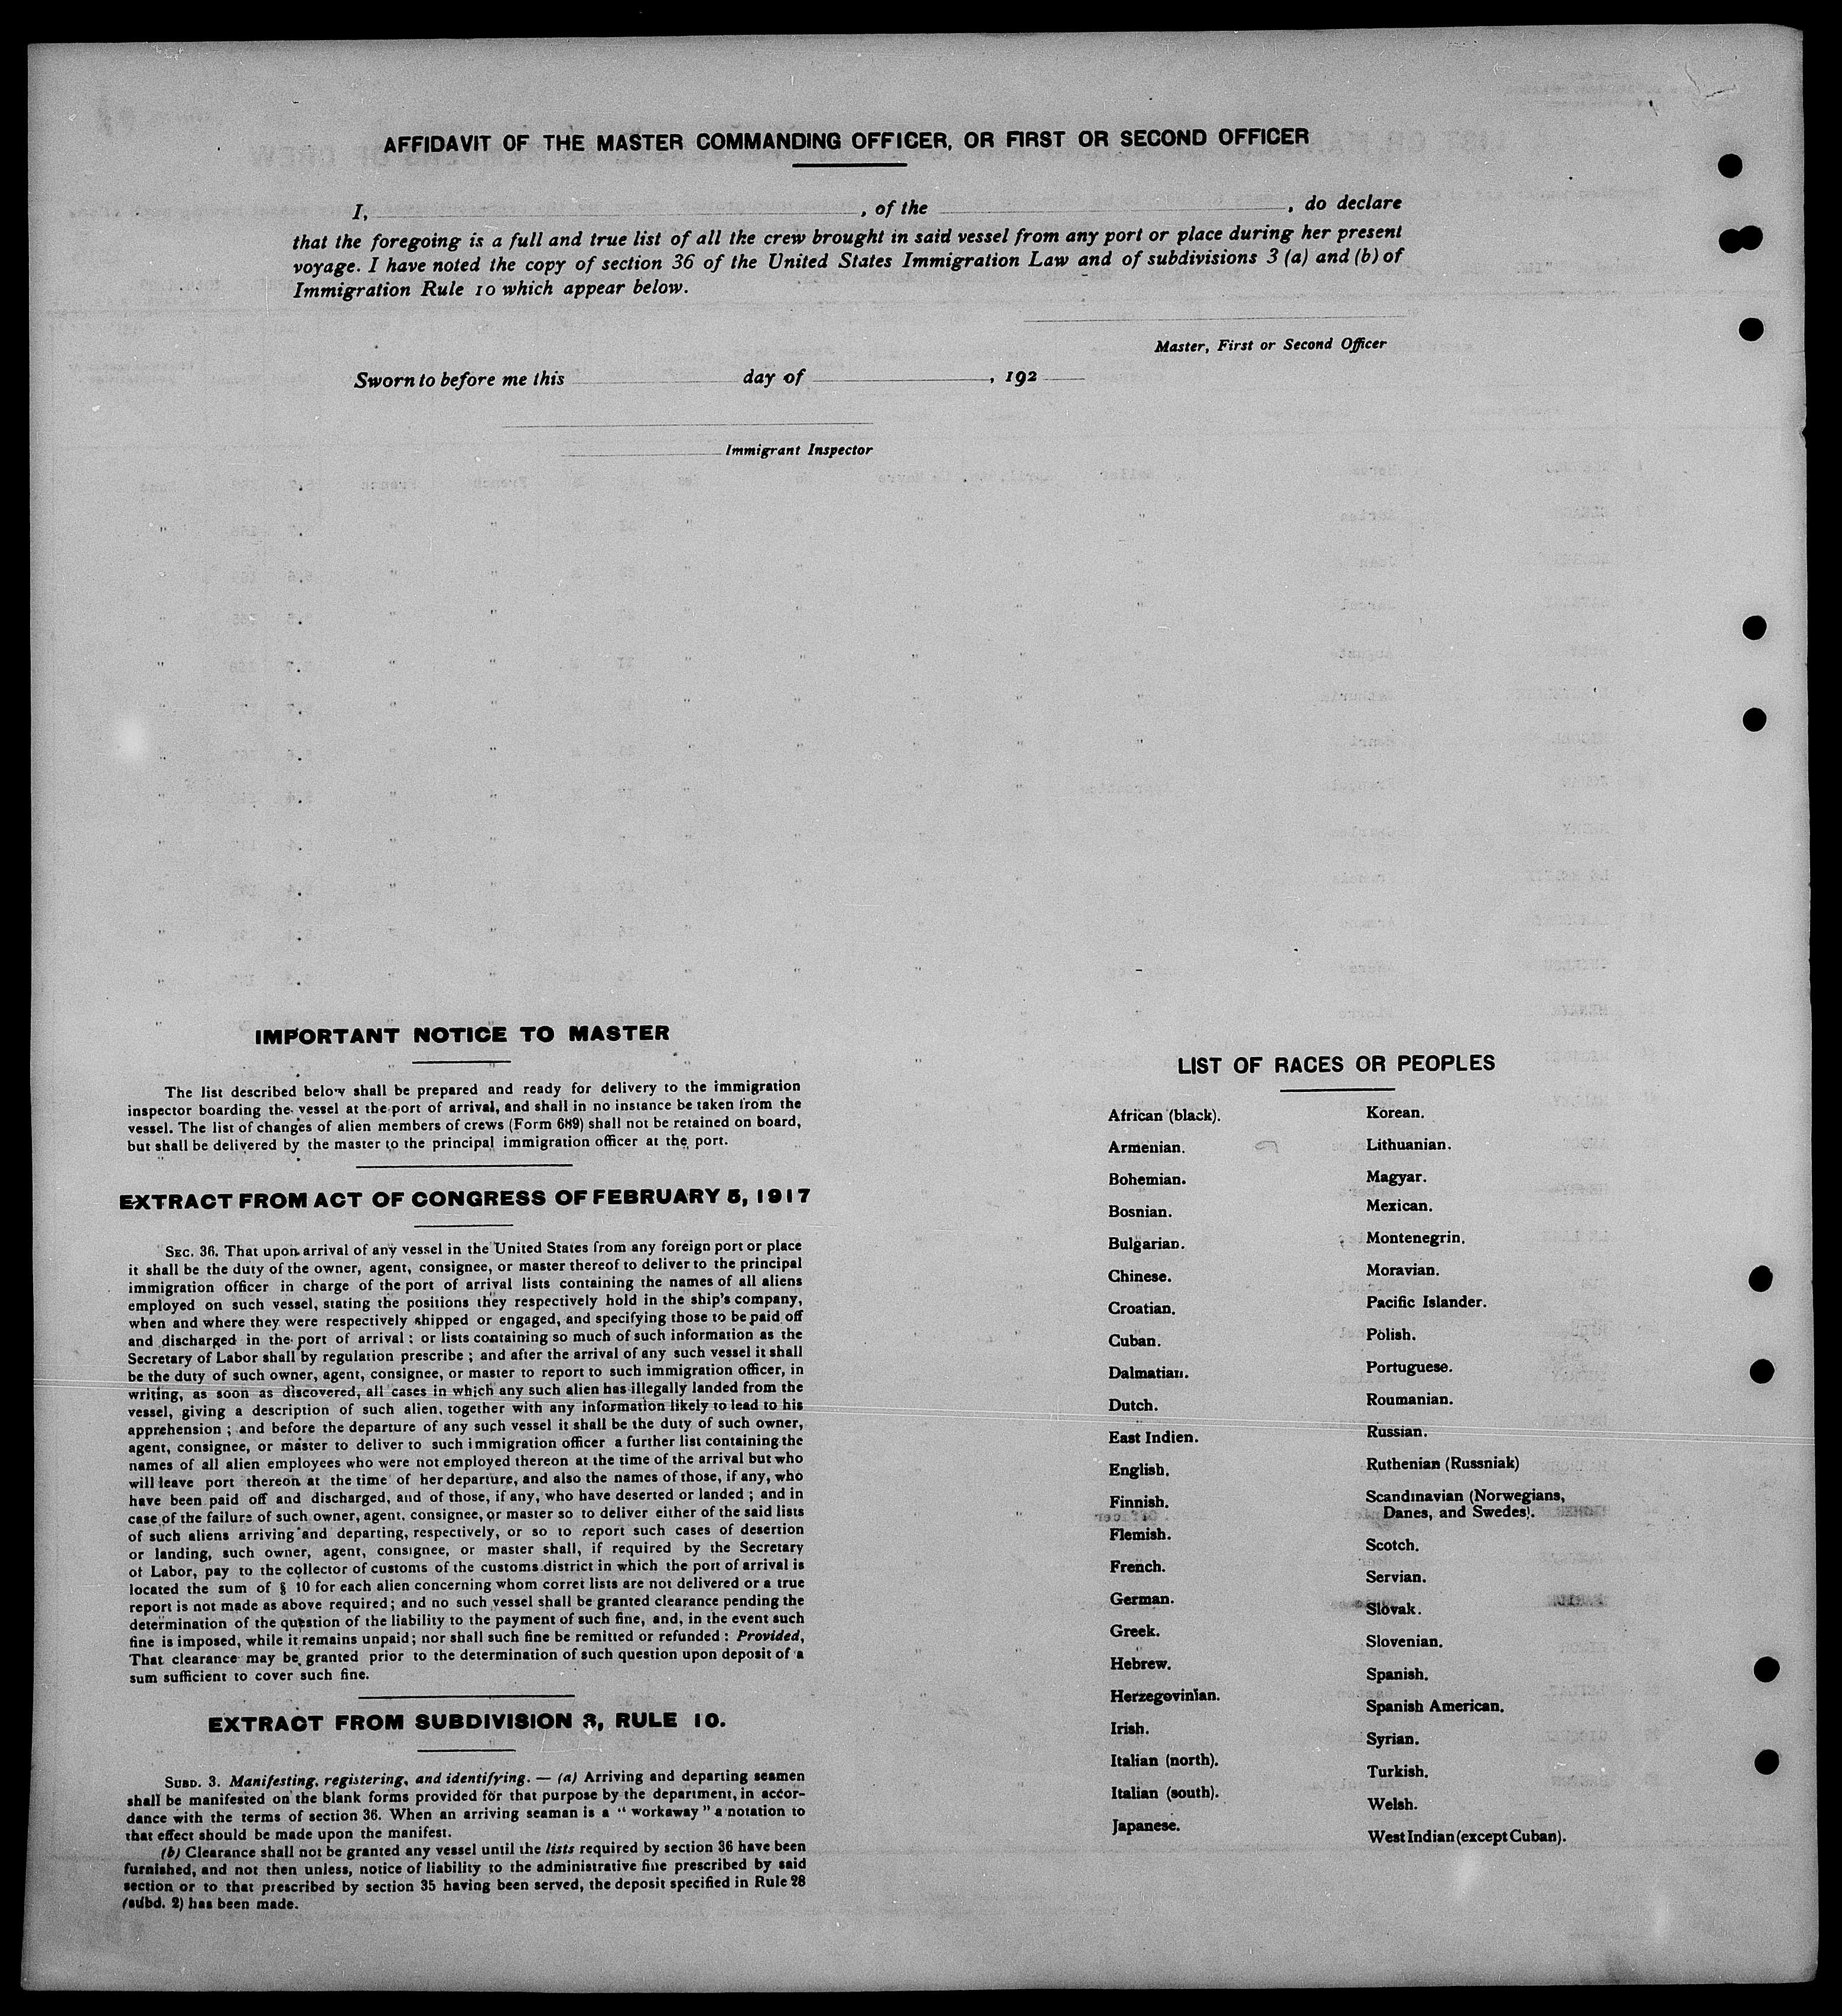 AFFIDAVIT OF THE MASTER COMMANDING OFFICER, OR FIRST OR SECOND OFFICER
I, , of the , do declare
that the foregoing is a full and true list of all the crew brought in said vessel from any port or place during her present
voyage. I have noted the copy of section 36 of the United States Immigration Law and of subdivisions 3 (a) and (b) of
Immigration Rule 10 which appear below.
Master, First or Second Officer
Sworn to before me this day of , 192
Immigrant Inspector
IMPORTANT NOTICE TO MASTER
The list described below shall be prepared and ready for delivery to the immigration
inspector boarding the vessel at the port of arrival, and shall in no instance be taken from the
vessel. The list of changes of alien members of crews (Form 689) shall not be retained on board,
but shall be delivered by the master to the principal immigration officer at the port.
EXTRACT FROM ACT OF CONGRESS OF FEBRUARY 5, 1917
SEC. 36. That upon arrival of any vessel in the United States from any foreign port or place
it shall be the duty of the owner, agent, consignee, or master thereof to deliver to the principal
immigration officer in charge of the port of arrival lists containing the names of all aliens
employed on such vessel, stating the positions they respectively hold in the ship's company,
when and where they were respectively shipped or engaged, and specifying those to be paid off
and discharged in the port of arrival; or lists containing so much of such information as the
Secretary of Labor shall by regulation prescribe; and after the arrival of any such vessel it shall
be the duty of such owner, agent, consignee, or master to report to such immigration officer, in
writing, as soon as discovered, all cases in which any such alien has illegally landed from the
vessel, giving a description of such alien, together with any information likely to lead to his
apprehension; and before the departure of any such vessel it shall be the duty of such owner,
agent, consignee, or master to deliver to such immigration officer a further list containing the
names of all alien employees who were not employed thereon at the time of the arrival but who
will leave port thereon at the time of her departure, and also the names of those, if any, who
have been paid off and discharged, and of those, if any, who have deserted or landed; and in
case of the failure of such owner, agent, consignee, or master so to deliver either of the said lists
of such aliens arriving and departing, respectively, or so to report such cases of desertion
or landing, such owner, agent, consignee, or master shall, if required by the Secretary
of Labor, pay to the collector of customs of the customs district in which the port of arrival is
located the sum of § 10 for each alien concerning whom corret lists are not delivered or a true
report is not made as above required; and no such vessel shall be granted clearance pending the
determination of the question of the liability to the payment of such fine, and, in the event such
fine is imposed, while it remains unpaid; nor shall such fine be remitted or refunded: Provided,
That clearance may be granted prior to the determination of such question upon deposit of a
sum sufficient to cover such fine.
EXTRACT FROM SUBDIVISION 3, RULE 10.
SUBD. 3. Manifesting, registering, and identifying. — (a) Arriving and departing seamen
shall be manifested on the blank forms provided for that purpose by the department, in accor-
dance with the terms of section 36. When an arriving seaman is a "workaway" a notation to
that effect should be made upon the manifest.
(b) Clearance shall not be granted any vessel until the lists required by section 36 have been
furnished, and not then unless, notice of liability to the administrative fine prescribed by said
section or to that prescribed by section 35 having been served, the deposit specified in Rule 28
(subd. 2) has been made.
LIST OF RACES OR PEOPLES
African (black).
Armenian.
Bohemian.
Bosnian.
Bulgarian.
Chinese.
Croatian.
Cuban.
Dalmatian.
Dutch.
East Indien.
English.
Finnish.
Flemish.
French.
German.
Greek.
Hebrew.
Herzegovinian.
Irish.
Italian (north).
Italian (south).
Japanese.
Korean.
Lithuanian.
Magyar.
Mexican.
Montenegrin.
Moravian.
Pacific Islander.
Polish.
Portuguese.
Roumanian.
Russian.
Ruthenian (Russniak)
Scandinavian (Norwegians,
Danes, and Swedes).
Scotch.
Servian.
Slovak.
Slovenian.
Spanish.
Spanish American.
Syrian.
Turkish.
Welsh.
West Indian (except Cuban).